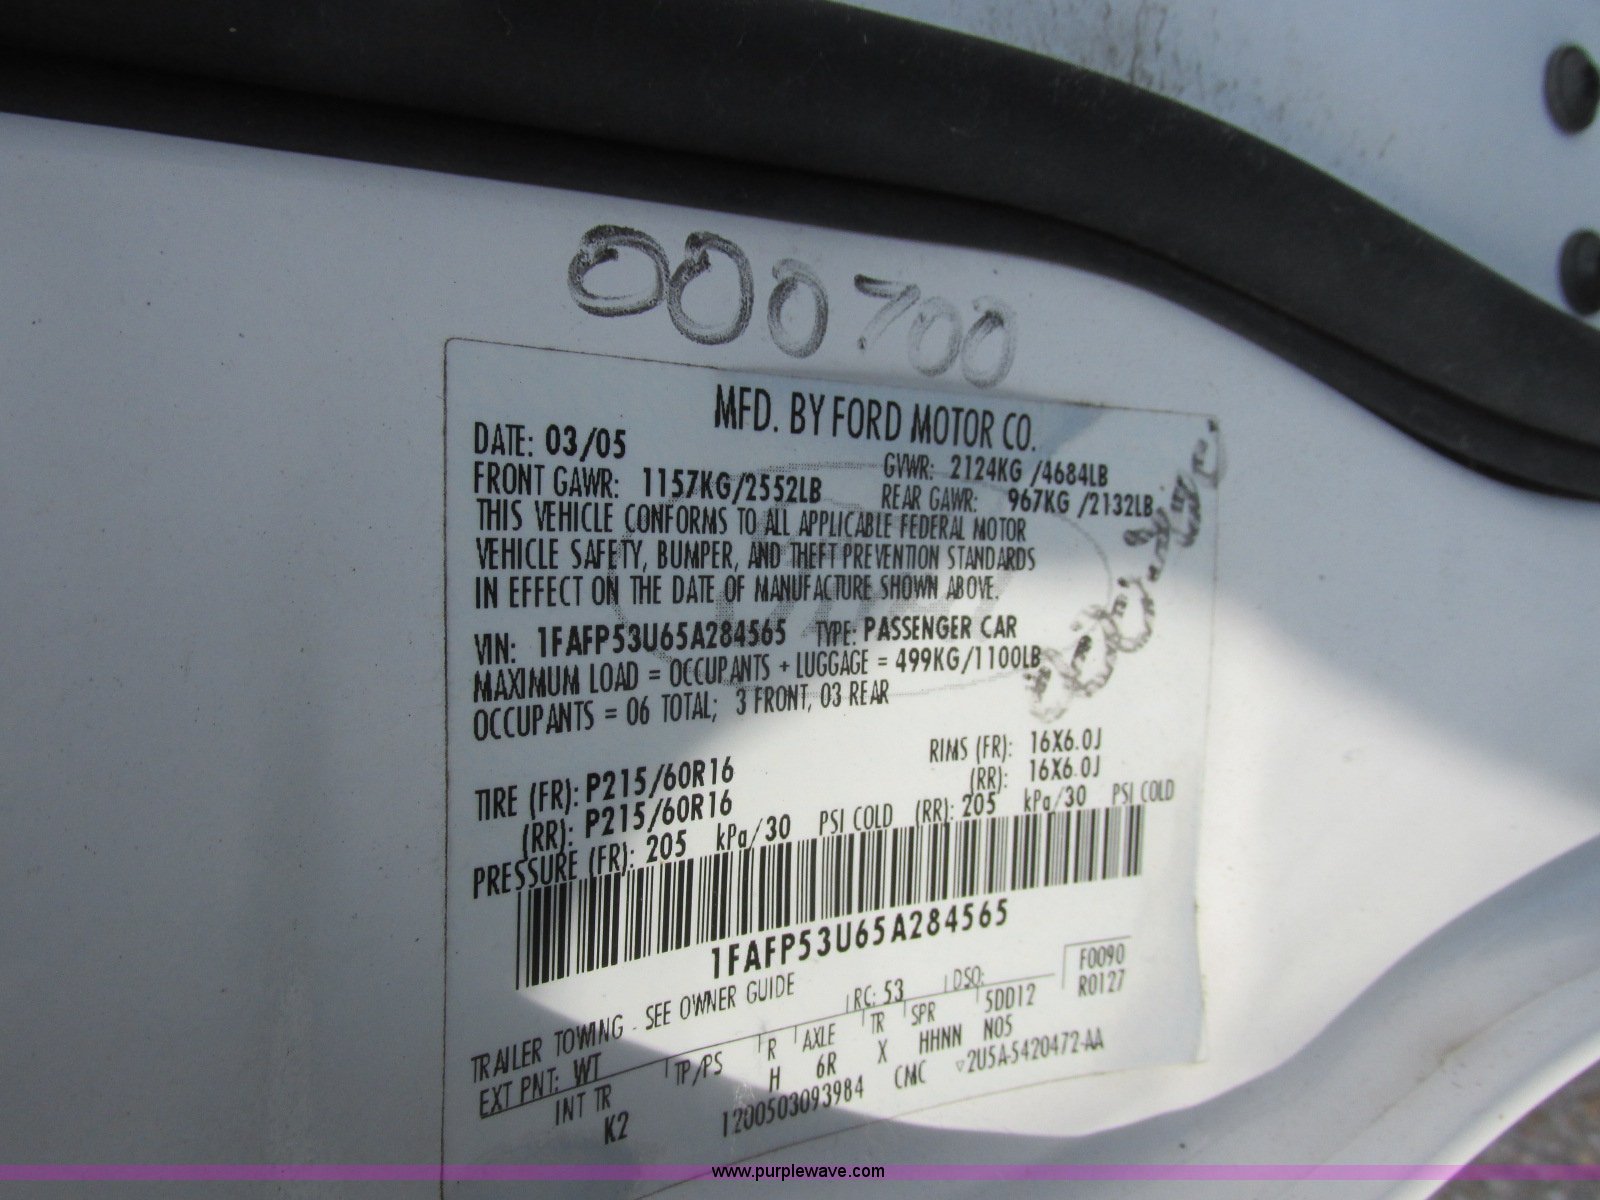 000700
MFD. BY FORD MOTOR CO.
DATE: 03/05
GVWR: 2124KG /4684LB
FRONT GAWR: 1157KG/2552LB
REAR GAWR: 967KG /2132LB
THIS VEHICLE CONFORMS TO ALL APPLICABLE FEDERAL MOTOR
VEHICLE SAFETY, BUMPER, AND THEFT PREVENTION STANDARDS
IN EFFECT ON THE DATE OF MANUFACTURE SHOWN ABOVE.
VIN: 1FAFP53U65A284565 TYPE: PASSENGER CAR
MAXIMUM LOAD = OCCUPANTS + LUGGAGE = 499KG/1100LB
OCCUPANTS = 06 TOTAL; 3 FRONT, 03 REAR
TIRE (FR): P215/60R16 RIMS (FR): 16X6.0J
(RR): P215/60R16 (RR): 16X6.0J
PRESSURE (FR): 205 kPa/30 PSI COLD (RR): 205 kPa/30 PSI COLD
1FAFP53U65A284565
TRAILER TOWING - SEE OWNER GUIDE
F0090
EXT PNT: WT RC: 53 DSO: R0127
INT TR TP/PS R AXLE TR SPR 5DD12
K2 H 6R X HHNN N05
1200503093984 CMC 2U5A-5420472-AA
www.purplewave.com